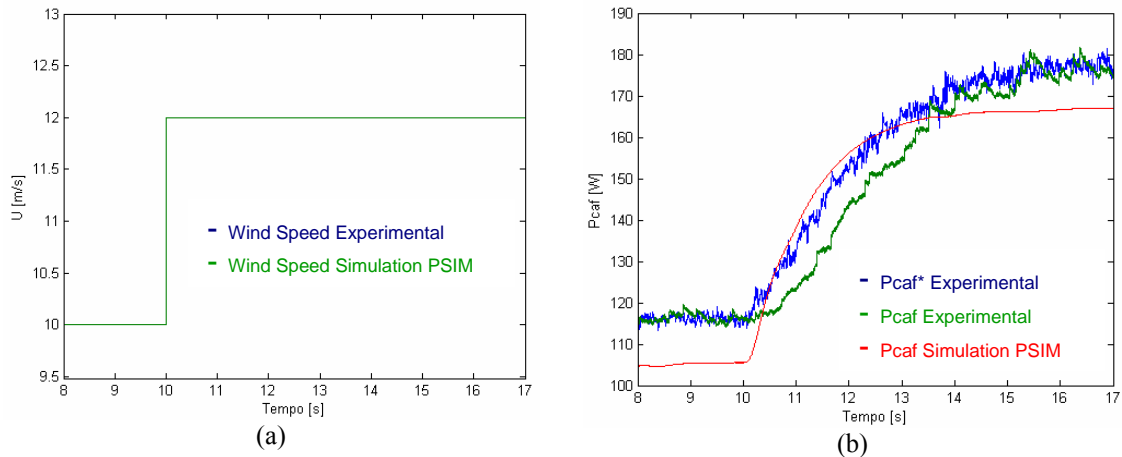 13
12.5
12
11.5
11
10.5
10
9.5
U [m/s]
Wind Speed Experimental
Wind Speed Simulation PSIM
8 9 10 11 12 13 14 15 16 17
Tempo [s]
(a)
190
180
170
160
150
140
130
120
110
100
Pcaf [W]
Pcaf* Experimental
Pcaf Experimental
Pcaf Simulation PSIM
8 9 10 11 12 13 14 15 16 17
Tempo [s]
(b)